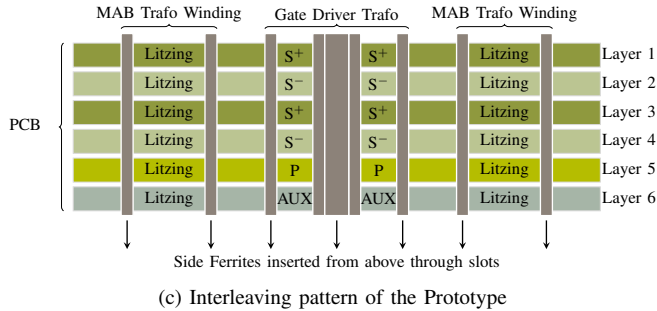 MAB Trafo Winding Gate Driver Trafo MAB Trafo Winding
Litzing S⁺ S⁺ Litzing Layer 1
Litzing S⁻ S⁻ Litzing Layer 2
Litzing S⁺ S⁺ Litzing Layer 3
PCB
Litzing S⁻ S⁻ Litzing Layer 4
Litzing P P Litzing Layer 5
Litzing AUX AUX Litzing Layer 6
Side Ferrites inserted from above through slots
(c) Interleaving pattern of the Prototype